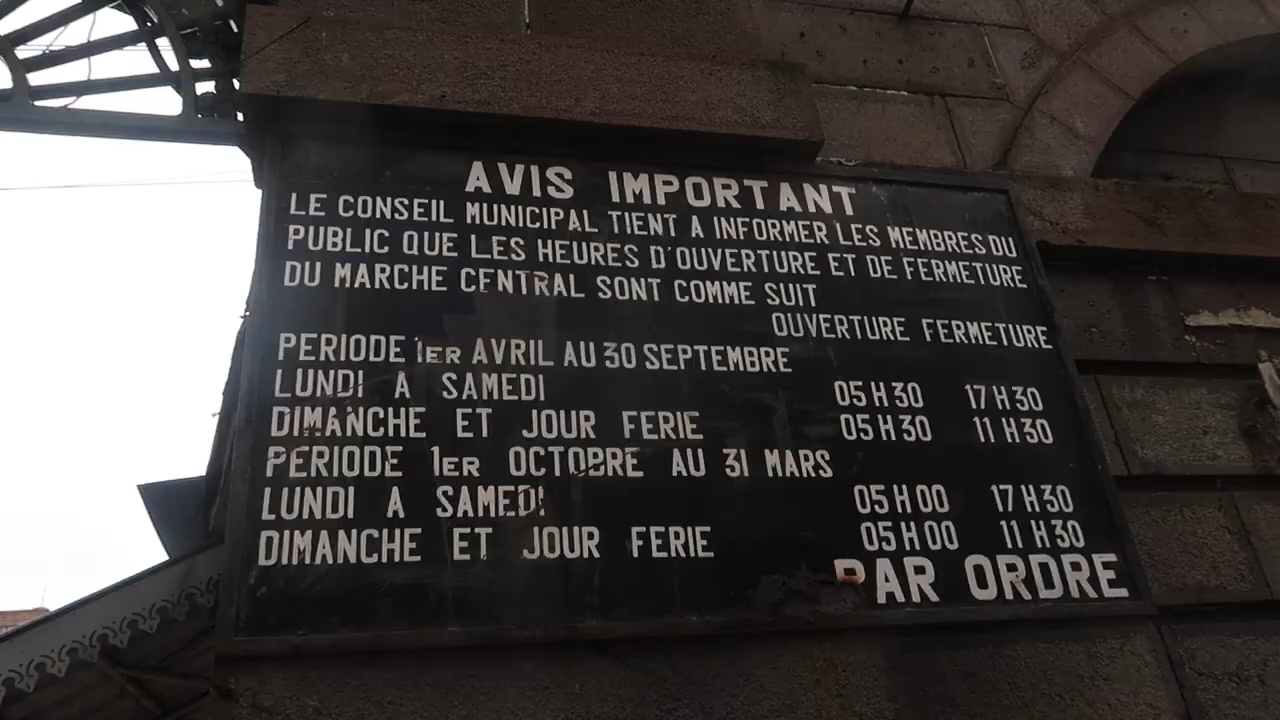 AVIS IMPORTANT
LE CONSEIL MUNICIPAL TIENT A INFORMER LES MEMBRES DU
PUBLIC QUE LES HEURES D'OUVERTURE ET DE FERMETURE
DU MARCHE CENTRAL SONT COMME SUIT
OUVERTURE FERMETURE
PERIODE 1ER AVRIL AU 30 SEPTEMBRE
LUNDI A SAMEDI 05 H 30 17 H 30
DIMANCHE ET JOUR FERIE 05 H 30 11 H 30
PERIODE 1ER OCTOBRE AU 31 MARS
LUNDI A SAMEDI 05 H 00 17 H 30
DIMANCHE ET JOUR FERIE 05 H 00 11 H 30
PAR ORDRE